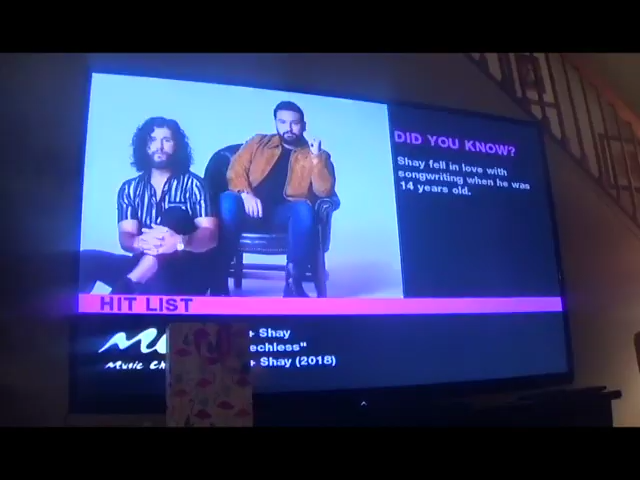 DID YOU KNOW?
Shay fell in love with
songwriting when he was
14 years old.
HIT LIST
Music Ch
+ Shay
echless"
+ Shay (2018)